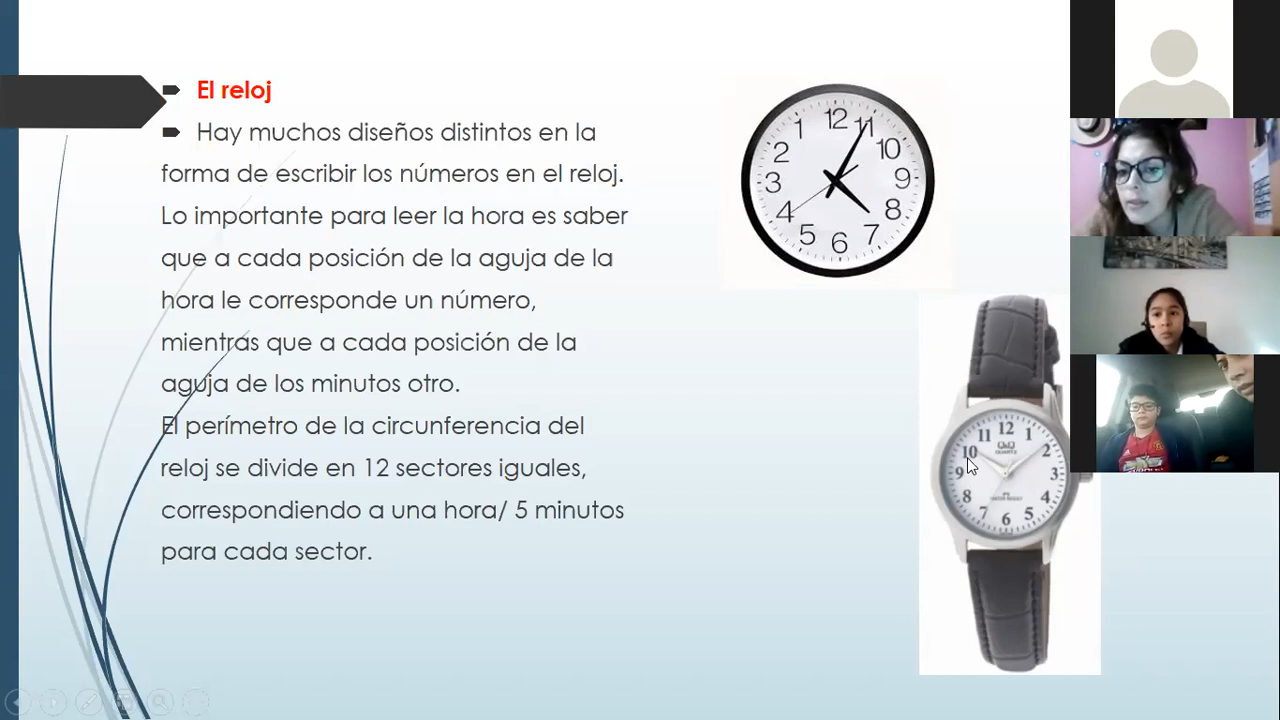 El reloj
Hay muchos diseños distintos en la
forma de escribir los números en el reloj.
Lo importante para leer la hora es saber
que a cada posición de la aguja de la
hora le corresponde un número,
mientras que a cada posición de la
aguja de los minutos otro.
El perímetro de la circunferencia del
reloj se divide en 12 sectores iguales,
correspondiendo a una hora/ 5 minutos
para cada sector.
12
11
10
9
8
7
6
5
4
3
2
1
12
1
2
3
4
5
6
7
8
9
10
11
Q&Q
QUARTZ